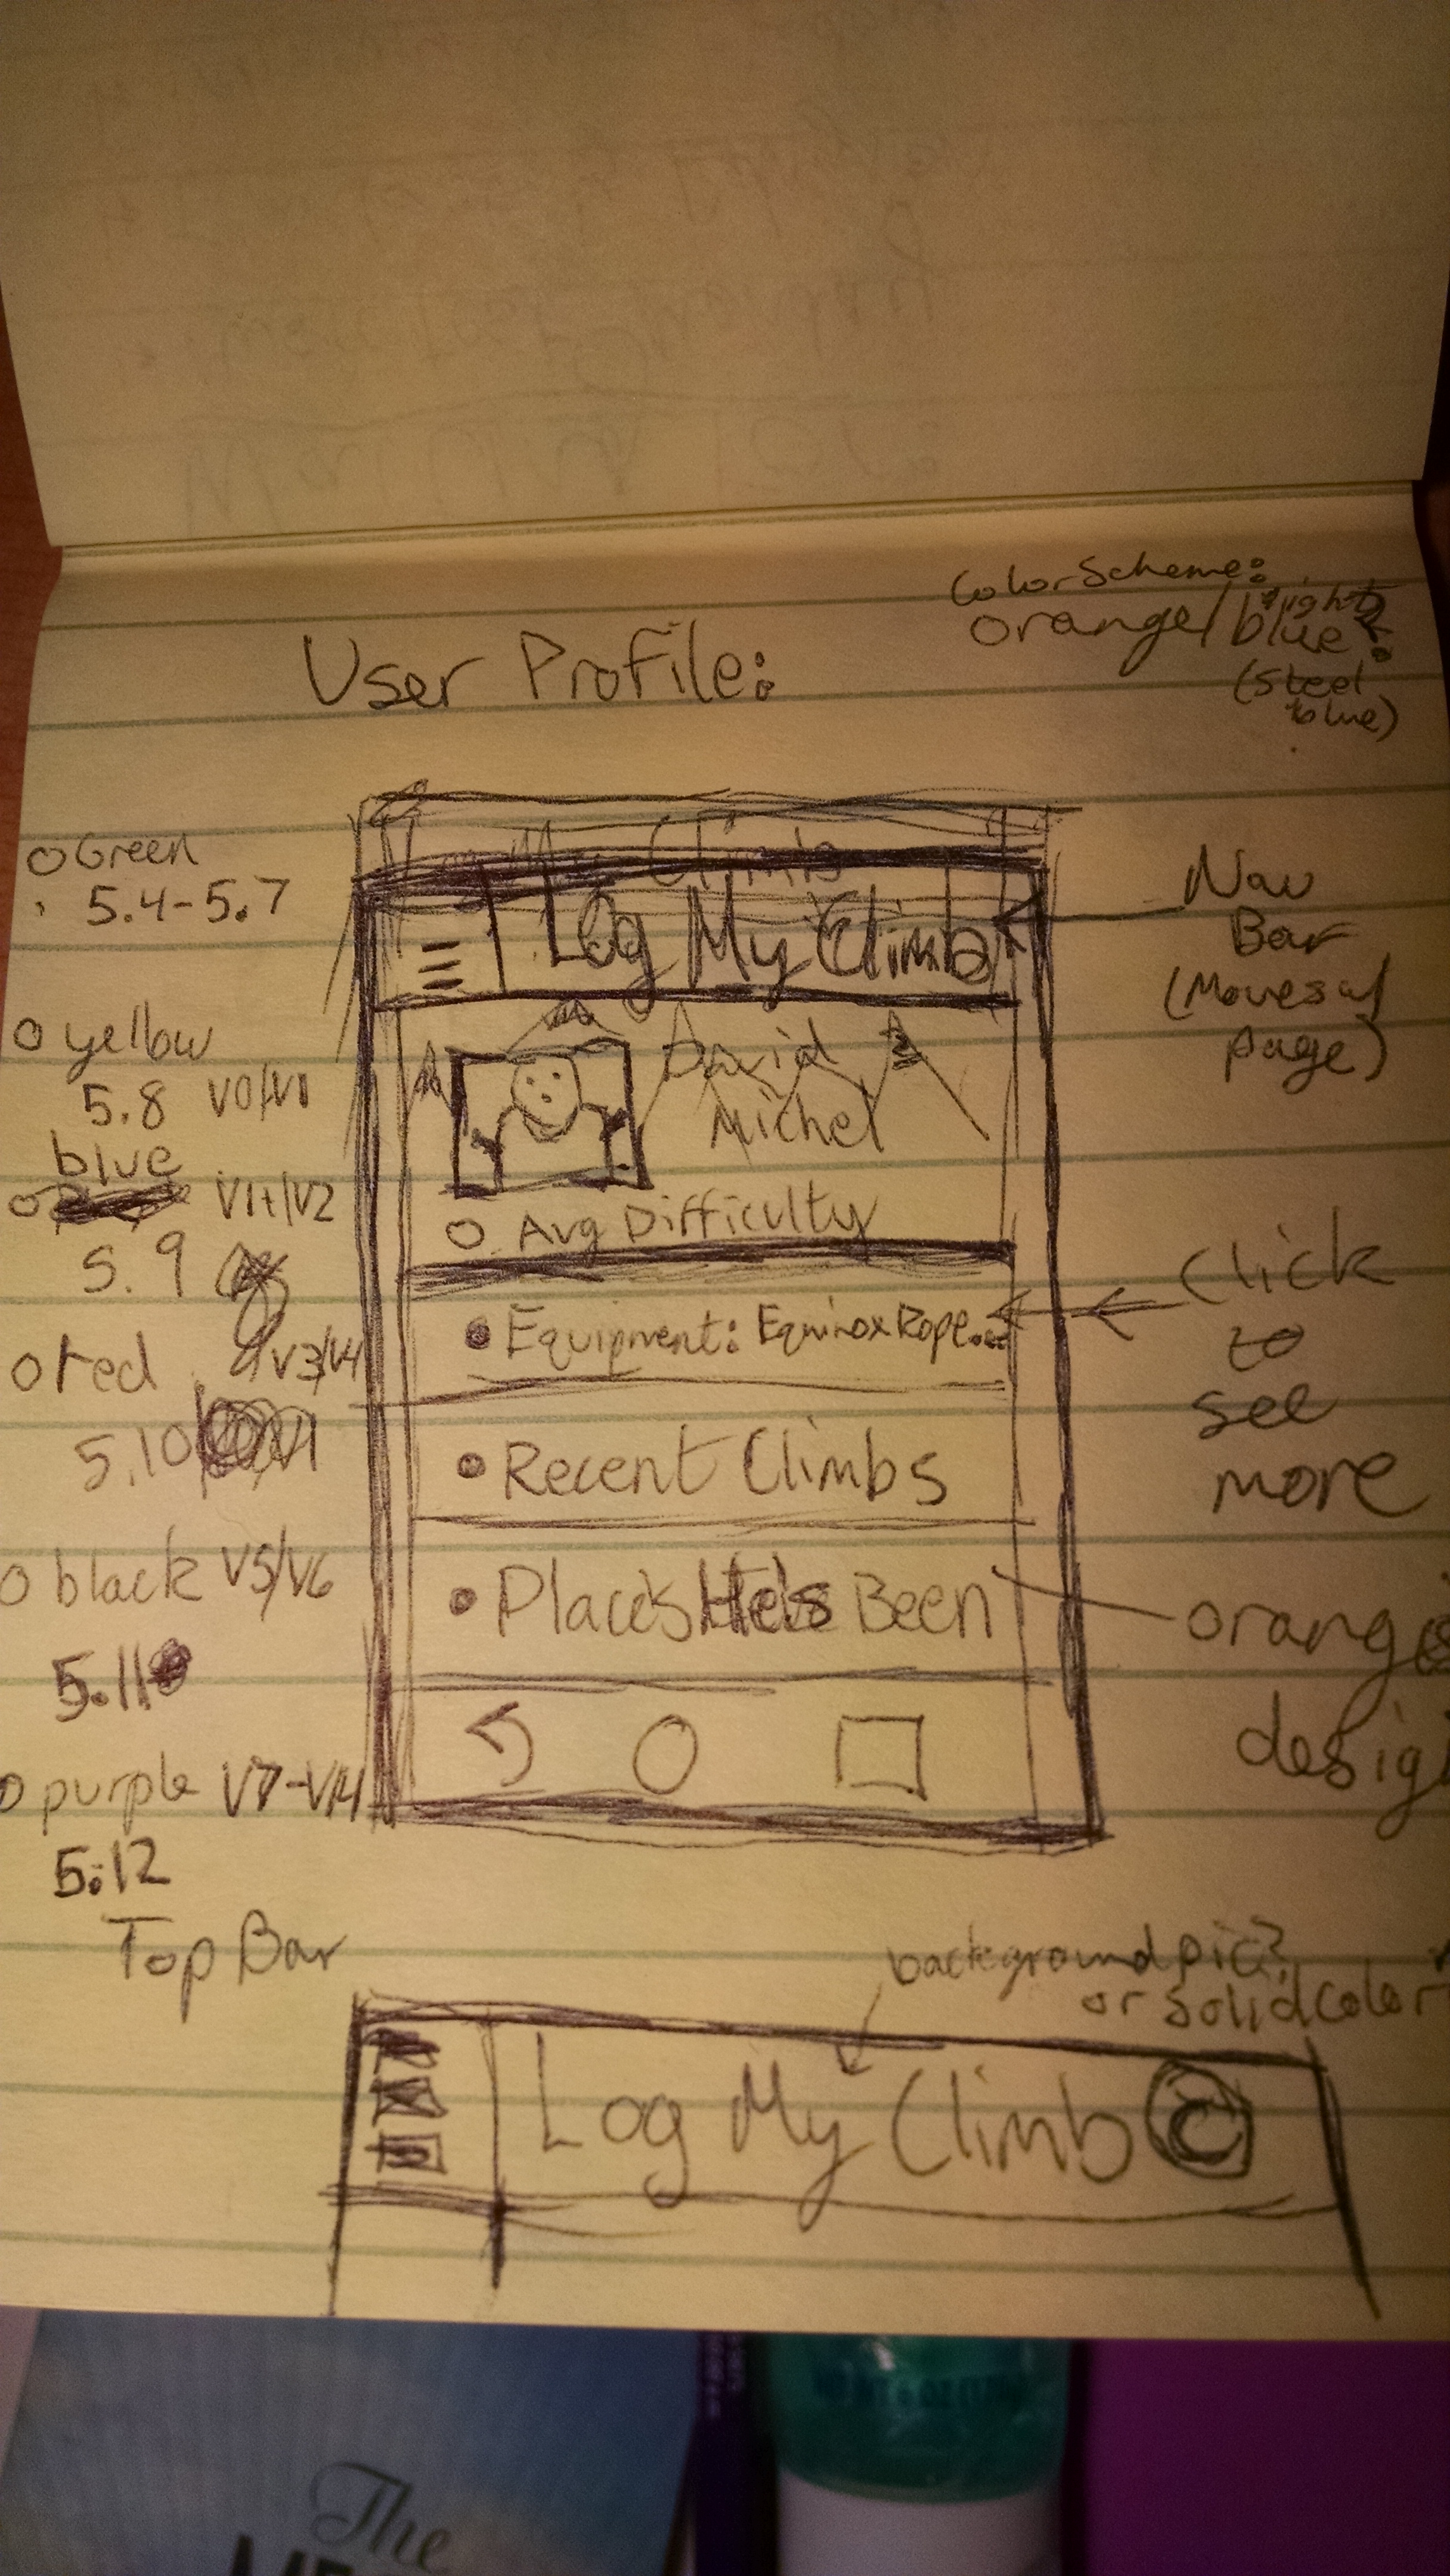 Color Scheme:
light
orange/blue?
(steel
blue)
User Profile:
O Green
5.4-5.7
O yellow
5.8 V0/V1
blue
O V1+/V2
5.9
O red V3/V4
5.10
O black V5/V6
5.11
O purple V7-V14
5.12
Log My Climb
David
Michel
O Avg Difficulty
• Equipment: Equinox Rope...
• Recent Climbs
• Places He's Been
Nav
Bar
(Moves w/
page)
Click
to
see
more
orange
design
Top Bar
background pic?
or solid color
Log My Climb C
The